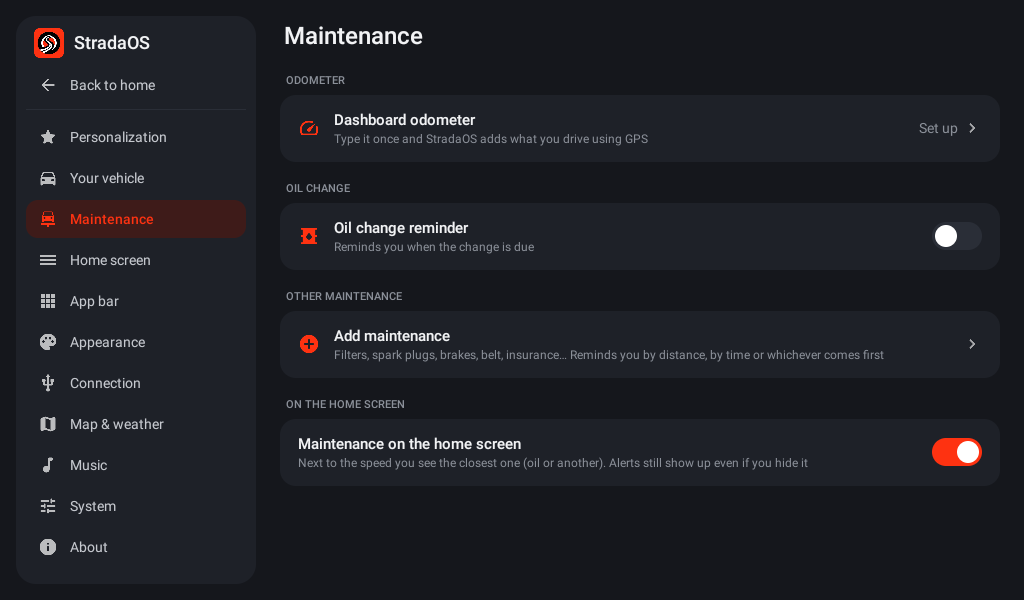 StradaOS
Back to home
Personalization
Your vehicle
Maintenance
Home screen
App bar
Appearance
Connection
Map & weather
Music
System
About
Maintenance
ODOMETER
Dashboard odometer
Type it once and StradaOS adds what you drive using GPS
Set up
OIL CHANGE
Oil change reminder
Reminds you when the change is due
OTHER MAINTENANCE
Add maintenance
Filters, spark plugs, brakes, belt, insurance... Reminds you by distance, by time or whichever comes first
ON THE HOME SCREEN
Maintenance on the home screen
Next to the speed you see the closest one (oil or another). Alerts still show up even if you hide it